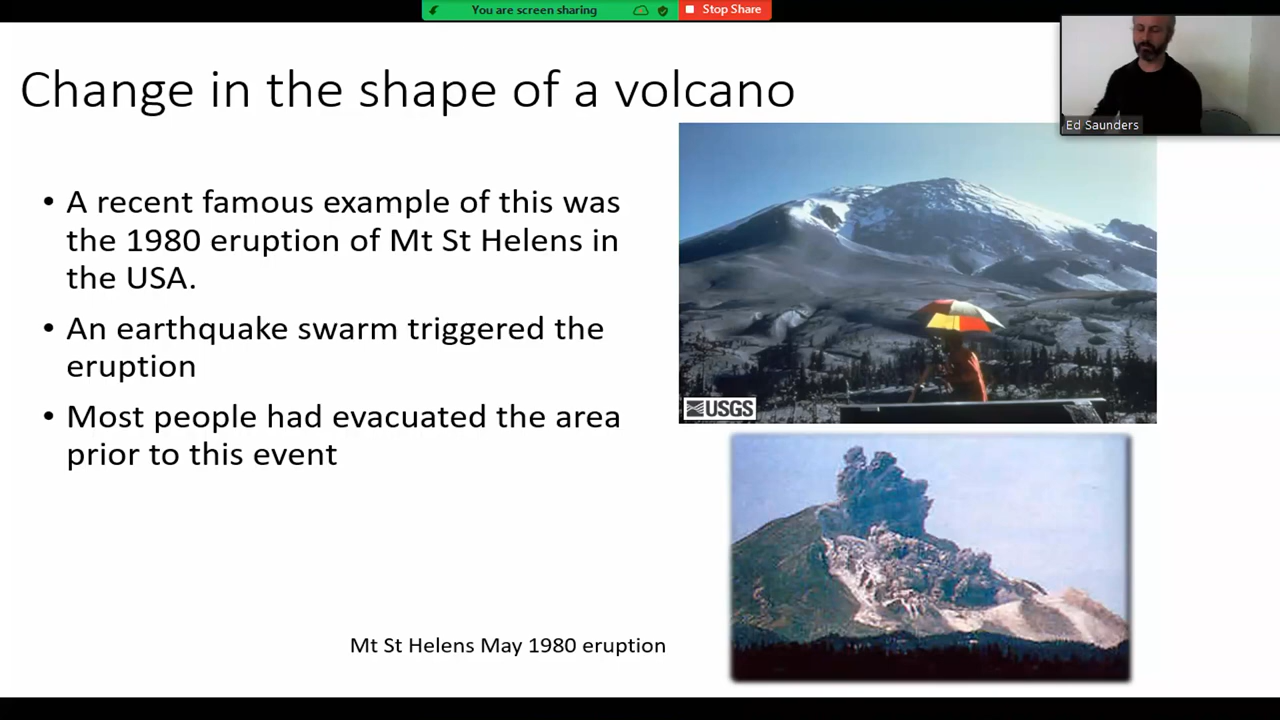 You are screen sharing
Stop Share
Change in the shape of a volcano
Ed Saunders
• A recent famous example of this was
the 1980 eruption of Mt St Helens in
the USA.
• An earthquake swarm triggered the
eruption
• Most people had evacuated the area
prior to this event
USGS
Mt St Helens May 1980 eruption